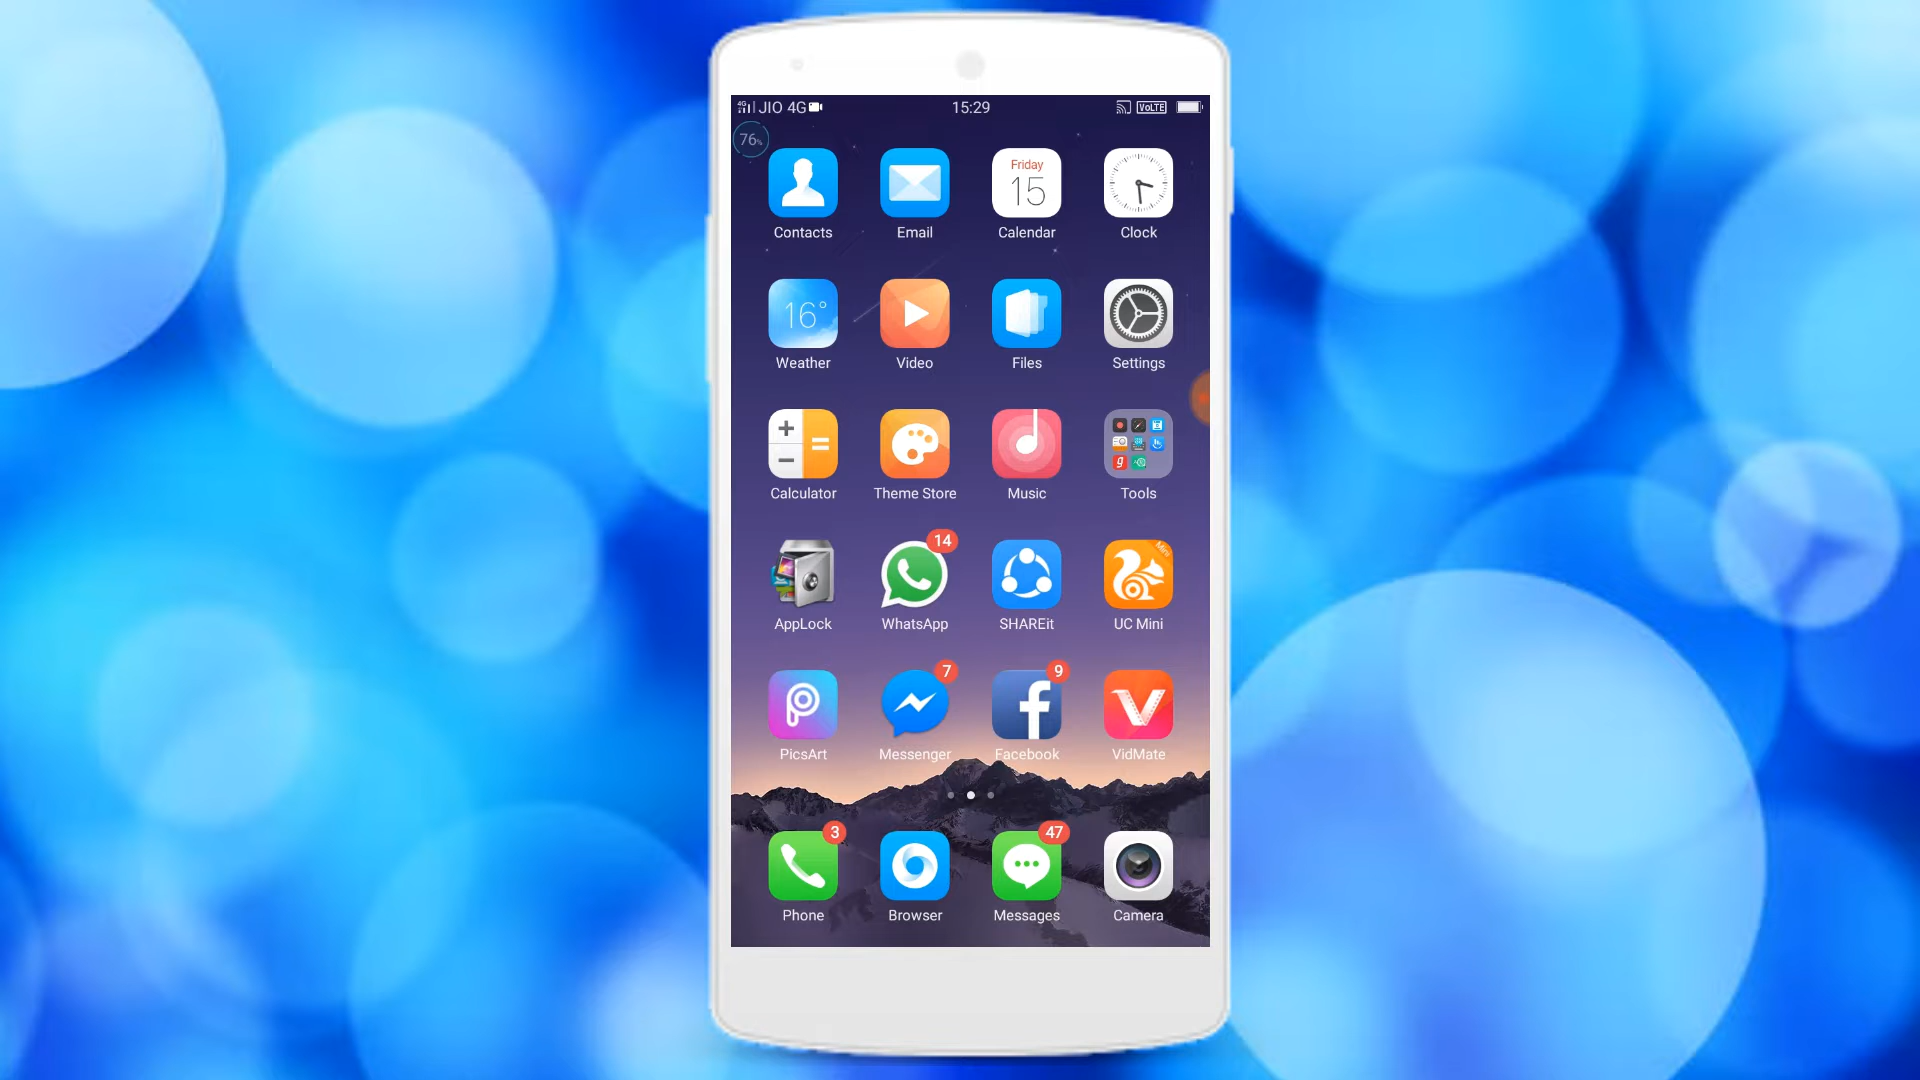 4G JIO 4G 15:29 VoLTE
76%
Friday
15
Contacts Email Calendar Clock
16°
Weather Video Files Settings
Calculator Theme Store Music Tools
14
Mini
AppLock WhatsApp SHAREit UC Mini
7 9
PicsArt Messenger Facebook VidMate
3 47
Phone Browser Messages Camera